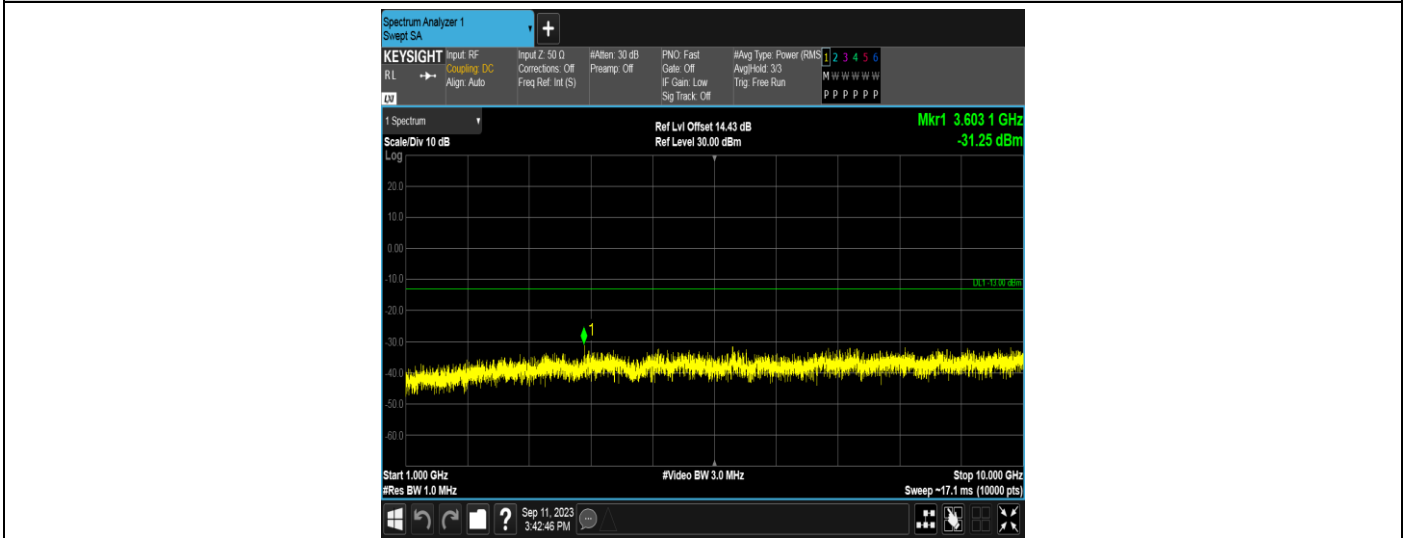 Spectrum Analyzer 1
Swept SA
+
KEYSIGHT
RL
LXI
Input: RF
Coupling: DC
Align: Auto
Input Z: 50 Ω
Corrections: Off
Freq Ref: Int (S)
#Atten: 30 dB
Preamp: Off
PNO: Fast
Gate: Off
IF Gain: Low
Sig Track: Off
#Avg Type: Power (RMS
Avg|Hold: 3/3
Trig: Free Run
1 2 3 4 5 6
M W W W W W
P P P P P P
1 Spectrum
Scale/Div 10 dB
Ref Lvl Offset 14.43 dB
Ref Level 30.00 dBm
Mkr1 3.603 1 GHz
-31.25 dBm
Log
20.0
10.0
0.00
-10.0
DL1 -13.00 dBm
-20.0
1
-30.0
-40.0
-50.0
-60.0
Start 1.000 GHz
#Res BW 1.0 MHz
#Video BW 3.0 MHz
Stop 10.000 GHz
Sweep ~17.1 ms (10000 pts)
?
Sep 11, 2023
3:42:46 PM